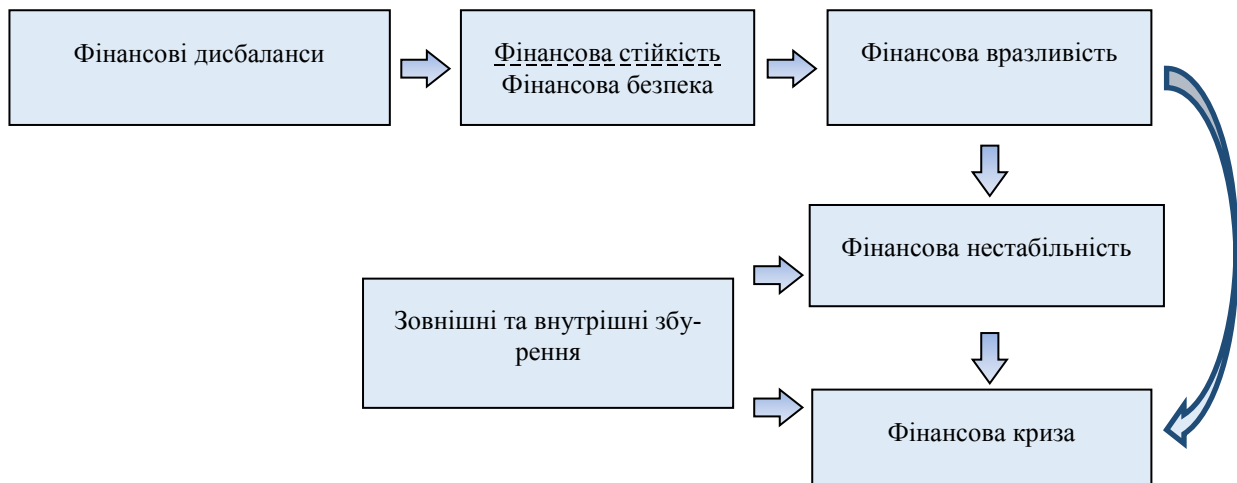 Фінансові дисбаланси
Фінансова стійкість
Фінансова безпека
Фінансова вразливість
Фінансова нестабільність
Зовнішні та внутрішні збу-
рення
Фінансова криза